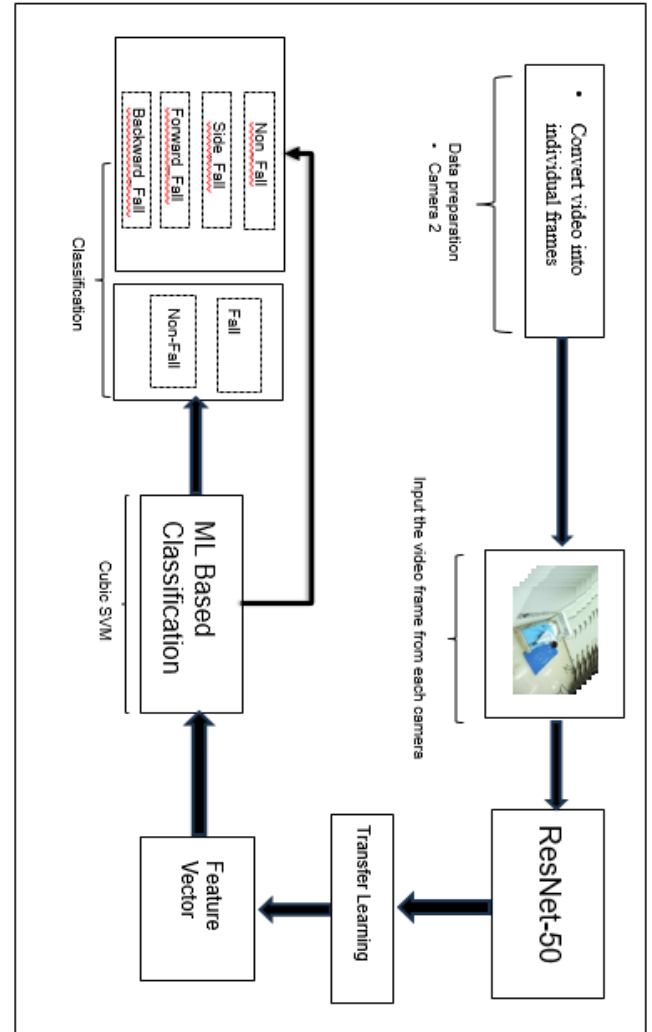 • Convert video into
individual frames
Data preparation
• Camera 2
Input the video frame from each camera
ResNet-50
Transfer Learning
Feature
Vector
ML Based
Classification
Cubic SVM
Fall
Non-Fall
Non Fall
Side Fall
Forward Fall
Backward Fall
Classification